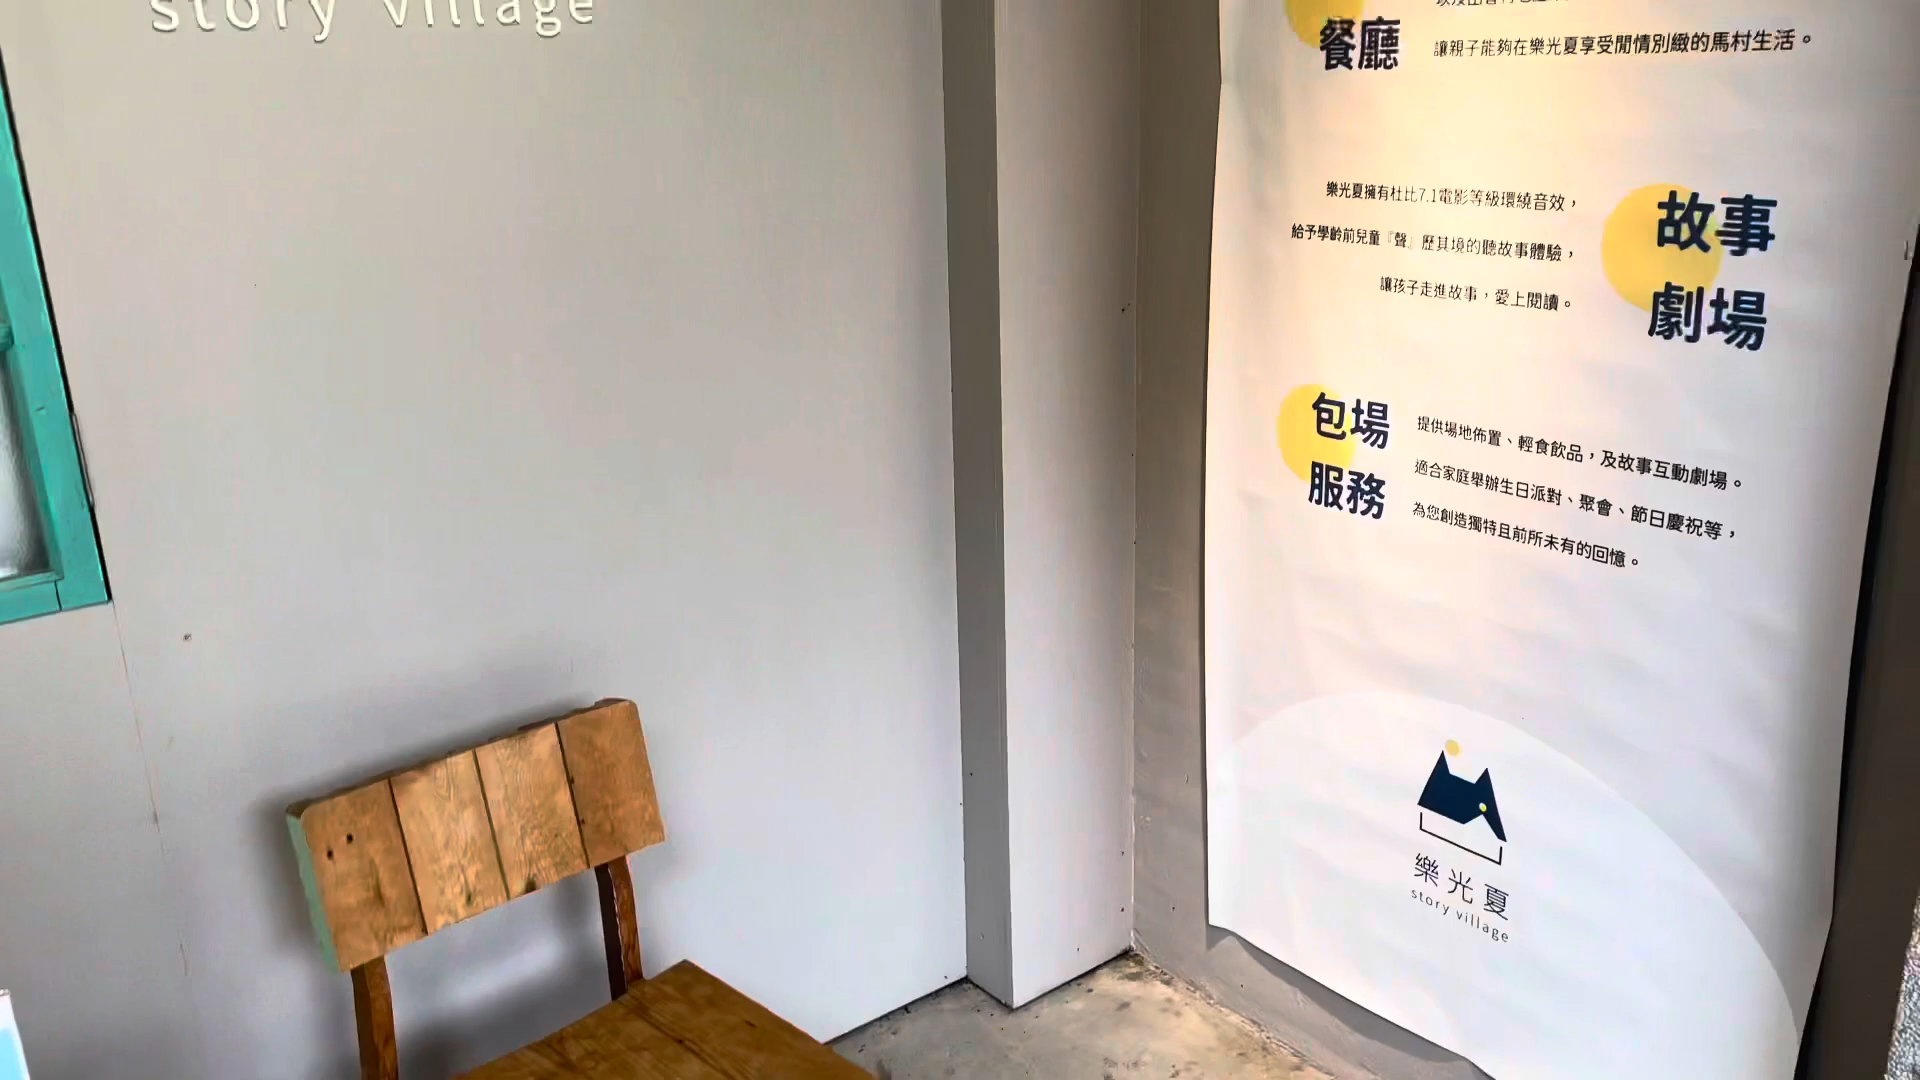 story village
餐廳
讓親子能夠在樂光夏享受閒情別緻的馬村生活。
樂光夏擁有杜比7.1電影等級環繞音效，
給予學齡前兒童『聲』歷其境的聽故事體驗，
讓孩子走進故事，愛上閱讀。
故事
劇場
包場
服務
提供場地佈置、輕食飲品，及故事互動劇場。
適合家庭舉辦生日派對、聚會、節日慶祝等，
為您創造獨特且前所未有的回憶。
樂光夏
story village